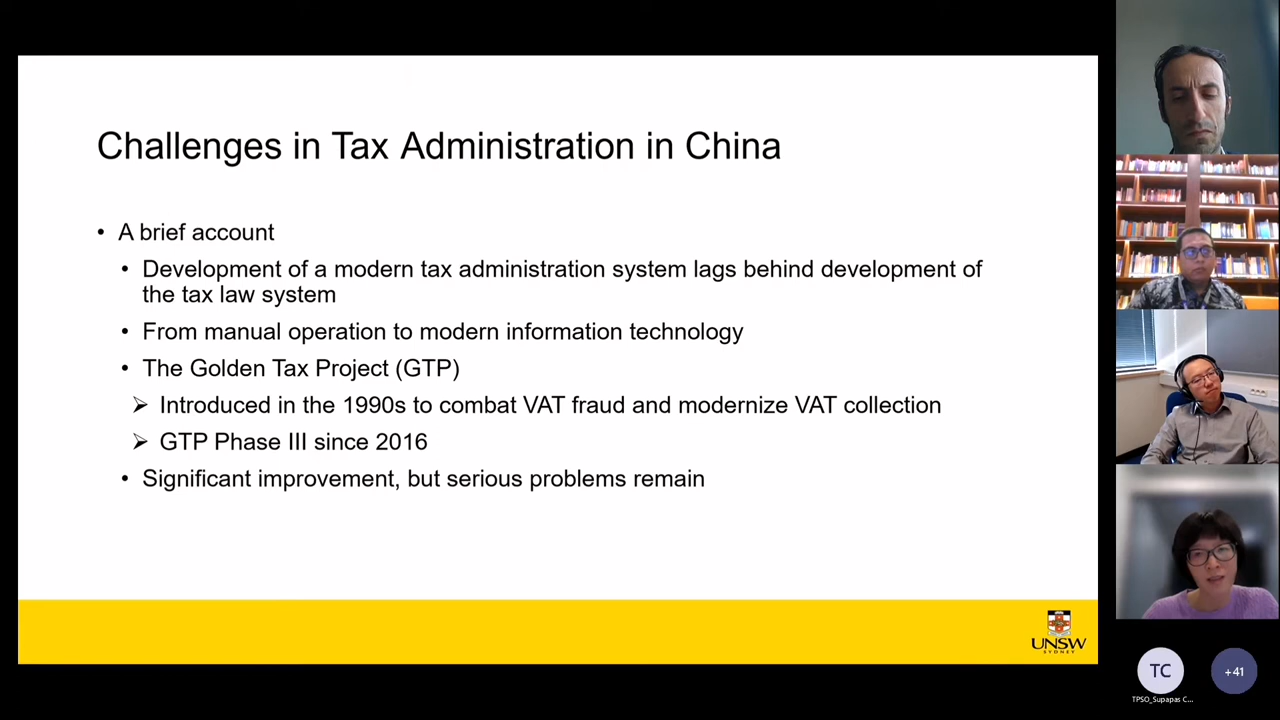 Challenges in Tax Administration in China
• A brief account
• Development of a modern tax administration system lags behind development of
the tax law system
• From manual operation to modern information technology
• The Golden Tax Project (GTP)
➢ Introduced in the 1990s to combat VAT fraud and modernize VAT collection
➢ GTP Phase III since 2016
• Significant improvement, but serious problems remain
UNSW
SYDNEY
TC
+41
TPSO_Supapas C...